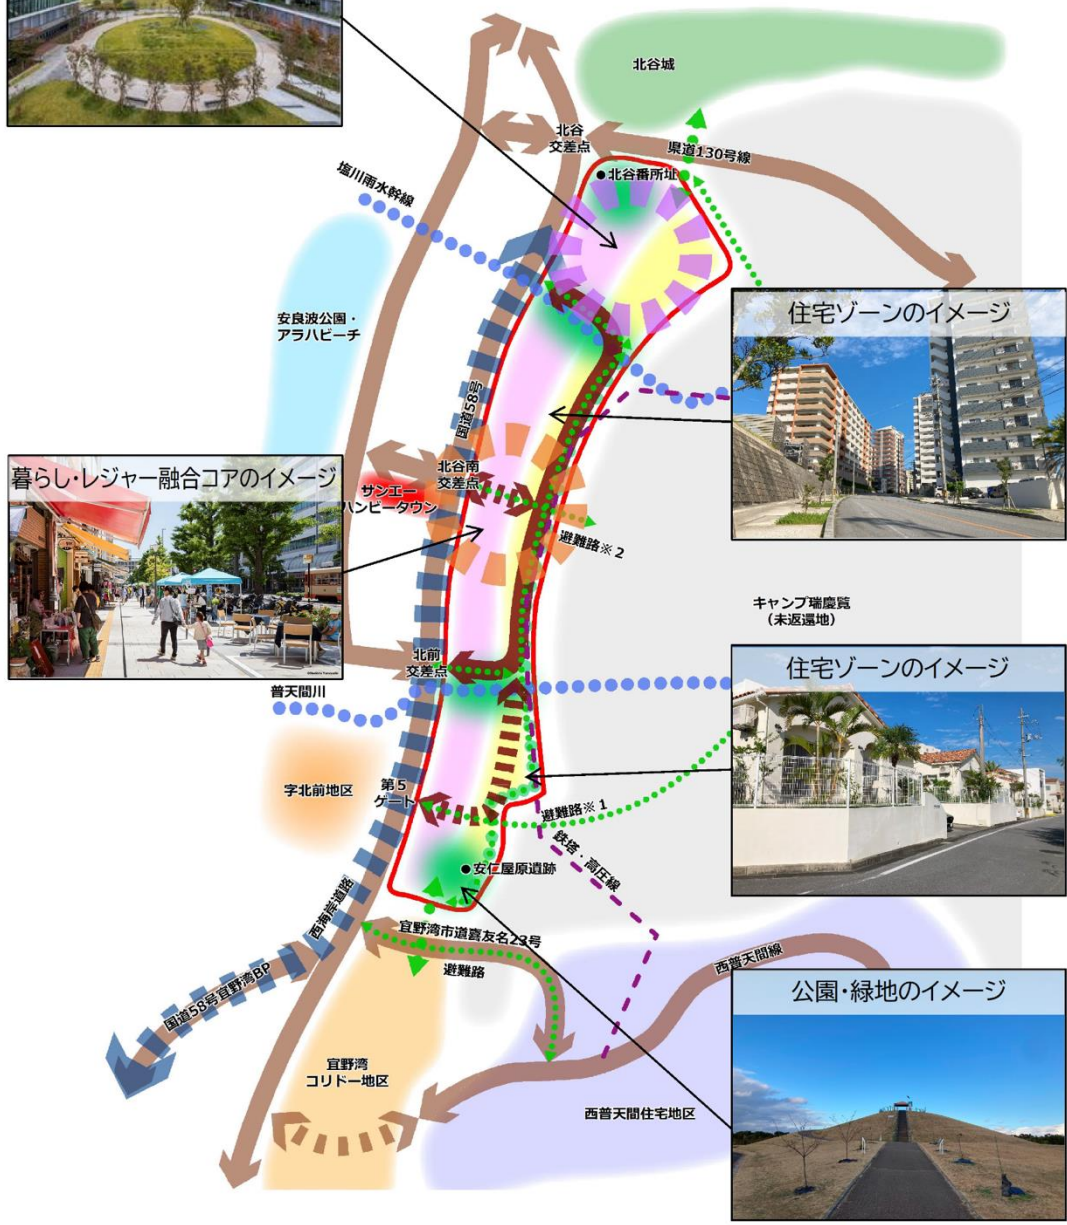 北谷城
北谷
交差点
県道130号線
塩川雨水幹線
北谷番所址
安良波公園・
アラハビーチ
住宅ゾーンのイメージ
国道58号
暮らし・レジャー融合コアのイメージ
北谷南
交差点
サンエー
ハンビータウン
避難路※2
キャンプ瑞慶覧
(未返還地)
北前
交差点
住宅ゾーンのイメージ
普天間川
字北前地区
第5
ゲート
避難路※1
鉄塔・高圧線
安仁屋原遺跡
西海岸道路
宜野湾市道喜友名23号
避難路
西普天間線
国道58号宜野湾BP
公園・緑地のイメージ
宜野湾
コリドー地区
西普天間住宅地区